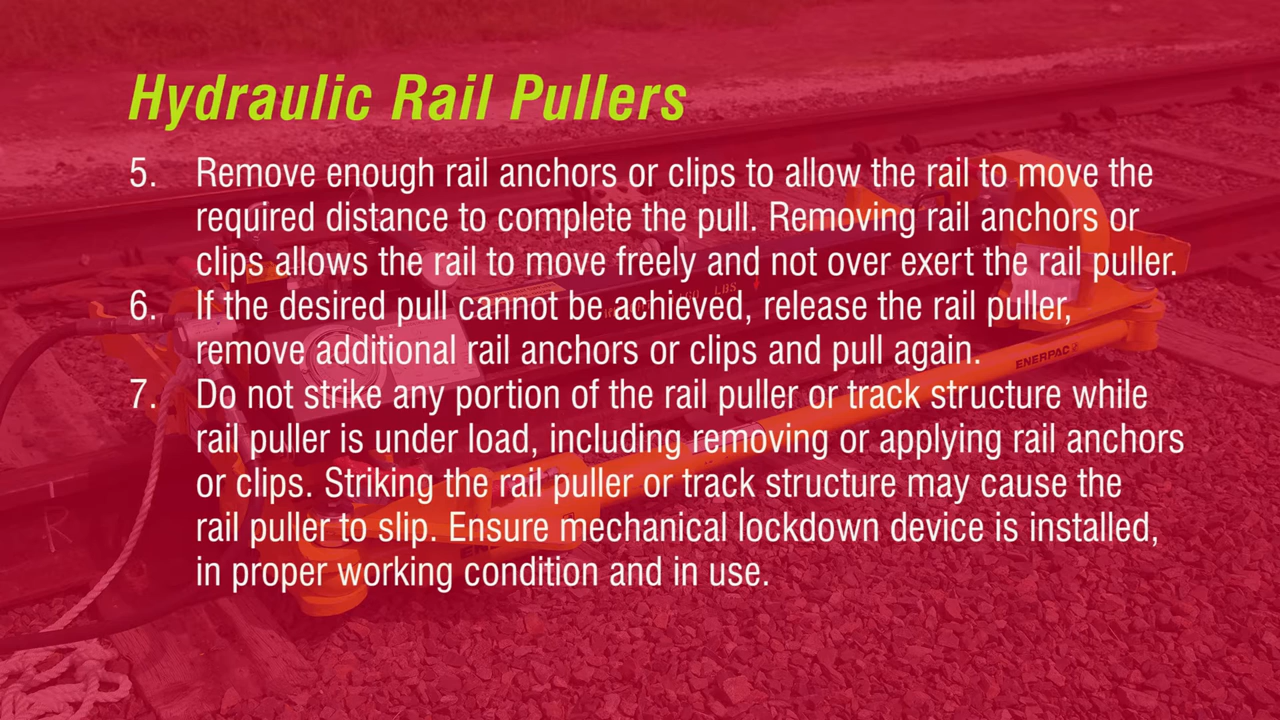 Hydraulic Rail Pullers
5. Remove enough rail anchors or clips to allow the rail to move the
required distance to complete the pull. Removing rail anchors or
clips allows the rail to move freely and not over exert the rail puller.
6. If the desired pull cannot be achieved, release the rail puller,
remove additional rail anchors or clips and pull again.
7. Do not strike any portion of the rail puller or track structure while
rail puller is under load, including removing or applying rail anchors
or clips. Striking the rail puller or track structure may cause the
rail puller to slip. Ensure mechanical lockdown device is installed,
in proper working condition and in use.
LBS
ENERPAC
R